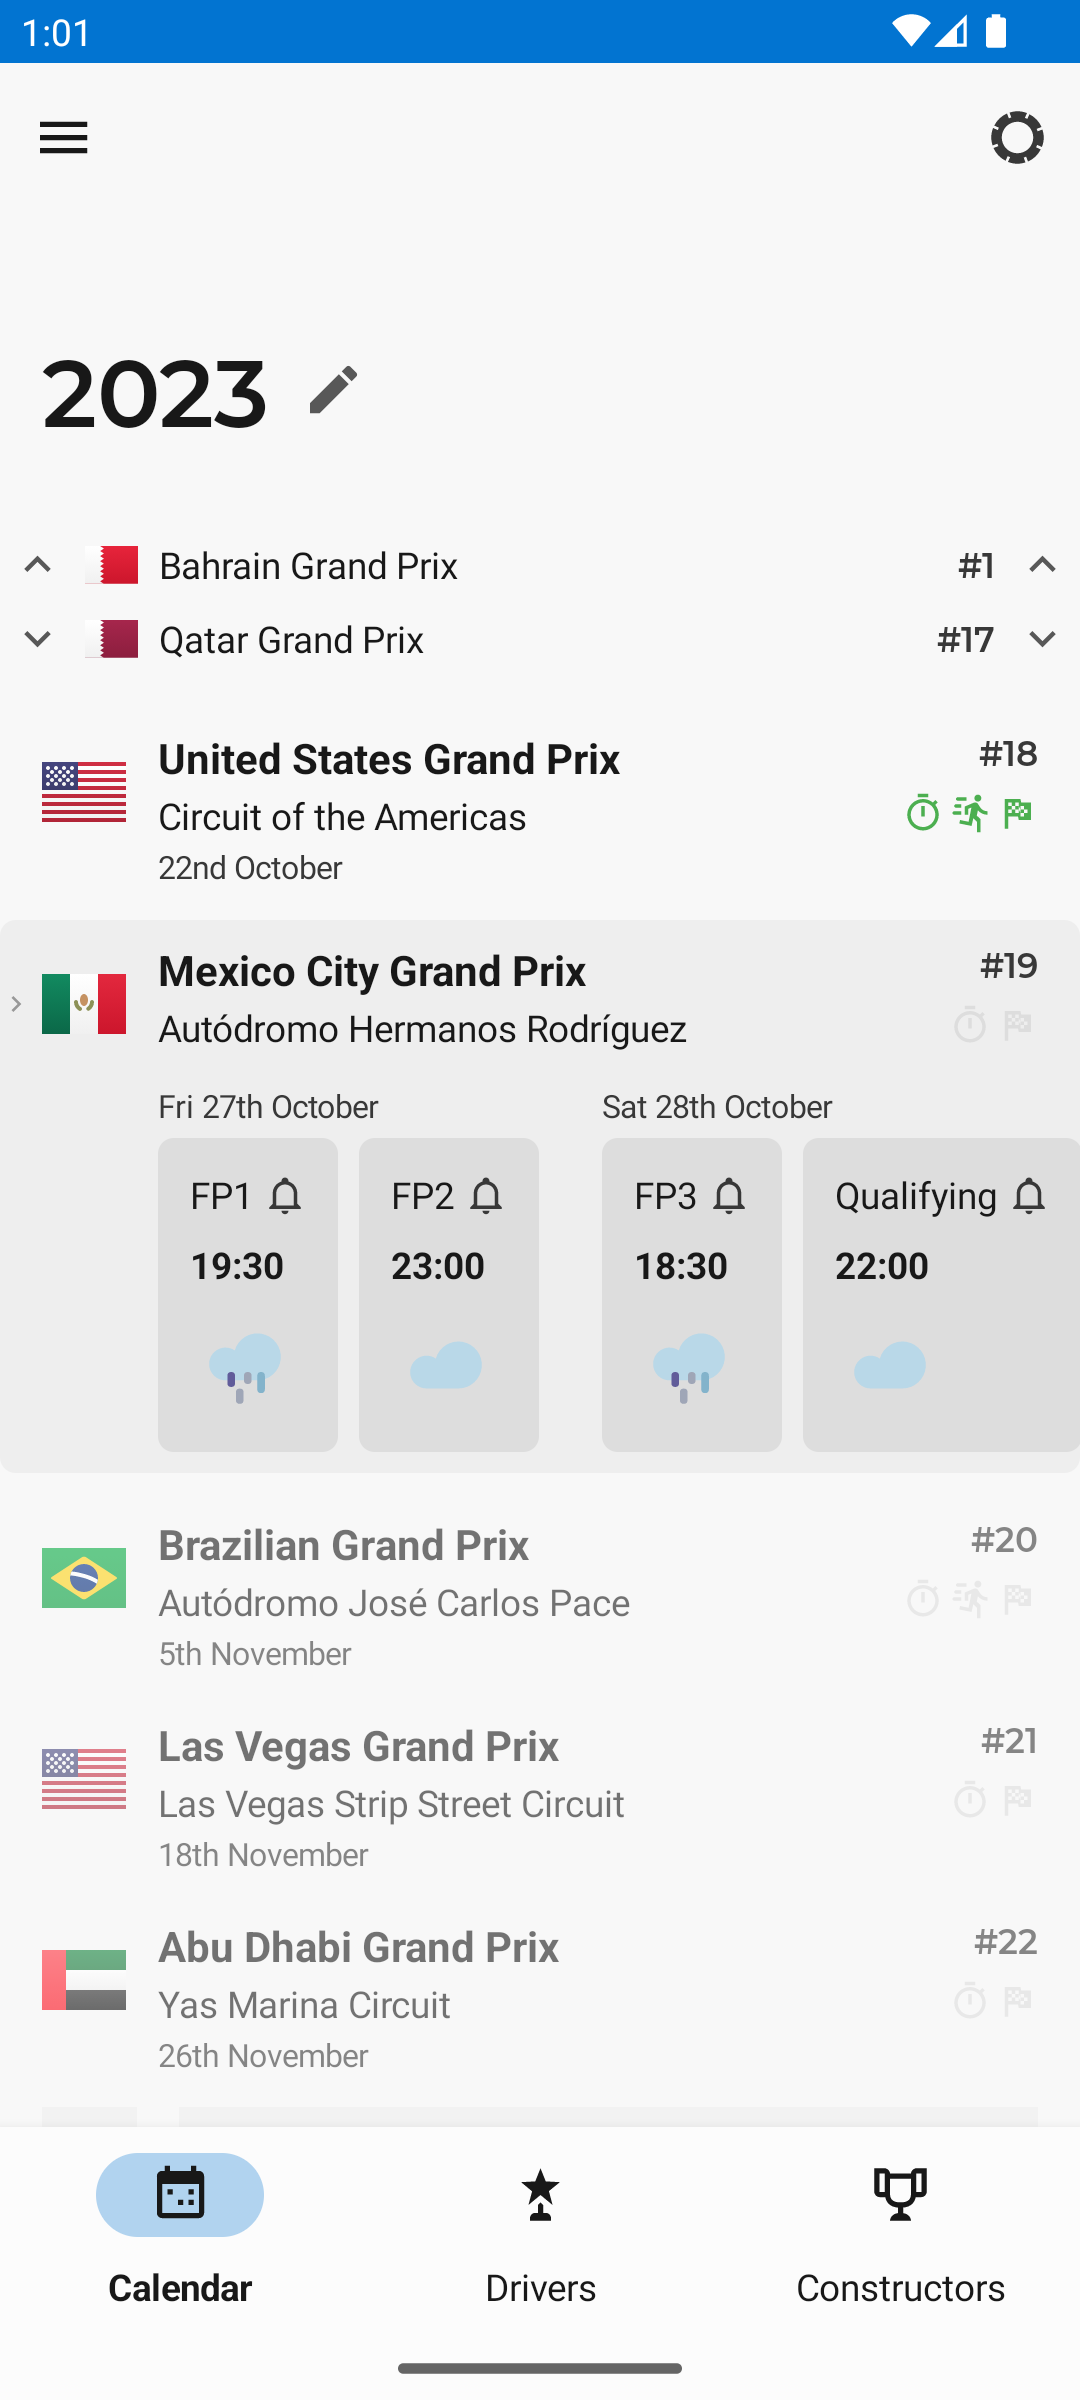 1:01
2023
Bahrain Grand Prix #1
Qatar Grand Prix #17
United States Grand Prix #18
Circuit of the Americas
22nd October
Mexico City Grand Prix #19
Autódromo Hermanos Rodríguez
Fri 27th October Sat 28th October
FP1 FP2 FP3 Qualifying
19:30 23:00 18:30 22:00
Brazilian Grand Prix #20
Autódromo José Carlos Pace
5th November
Las Vegas Grand Prix #21
Las Vegas Strip Street Circuit
18th November
Abu Dhabi Grand Prix #22
Yas Marina Circuit
26th November
Calendar Drivers Constructors